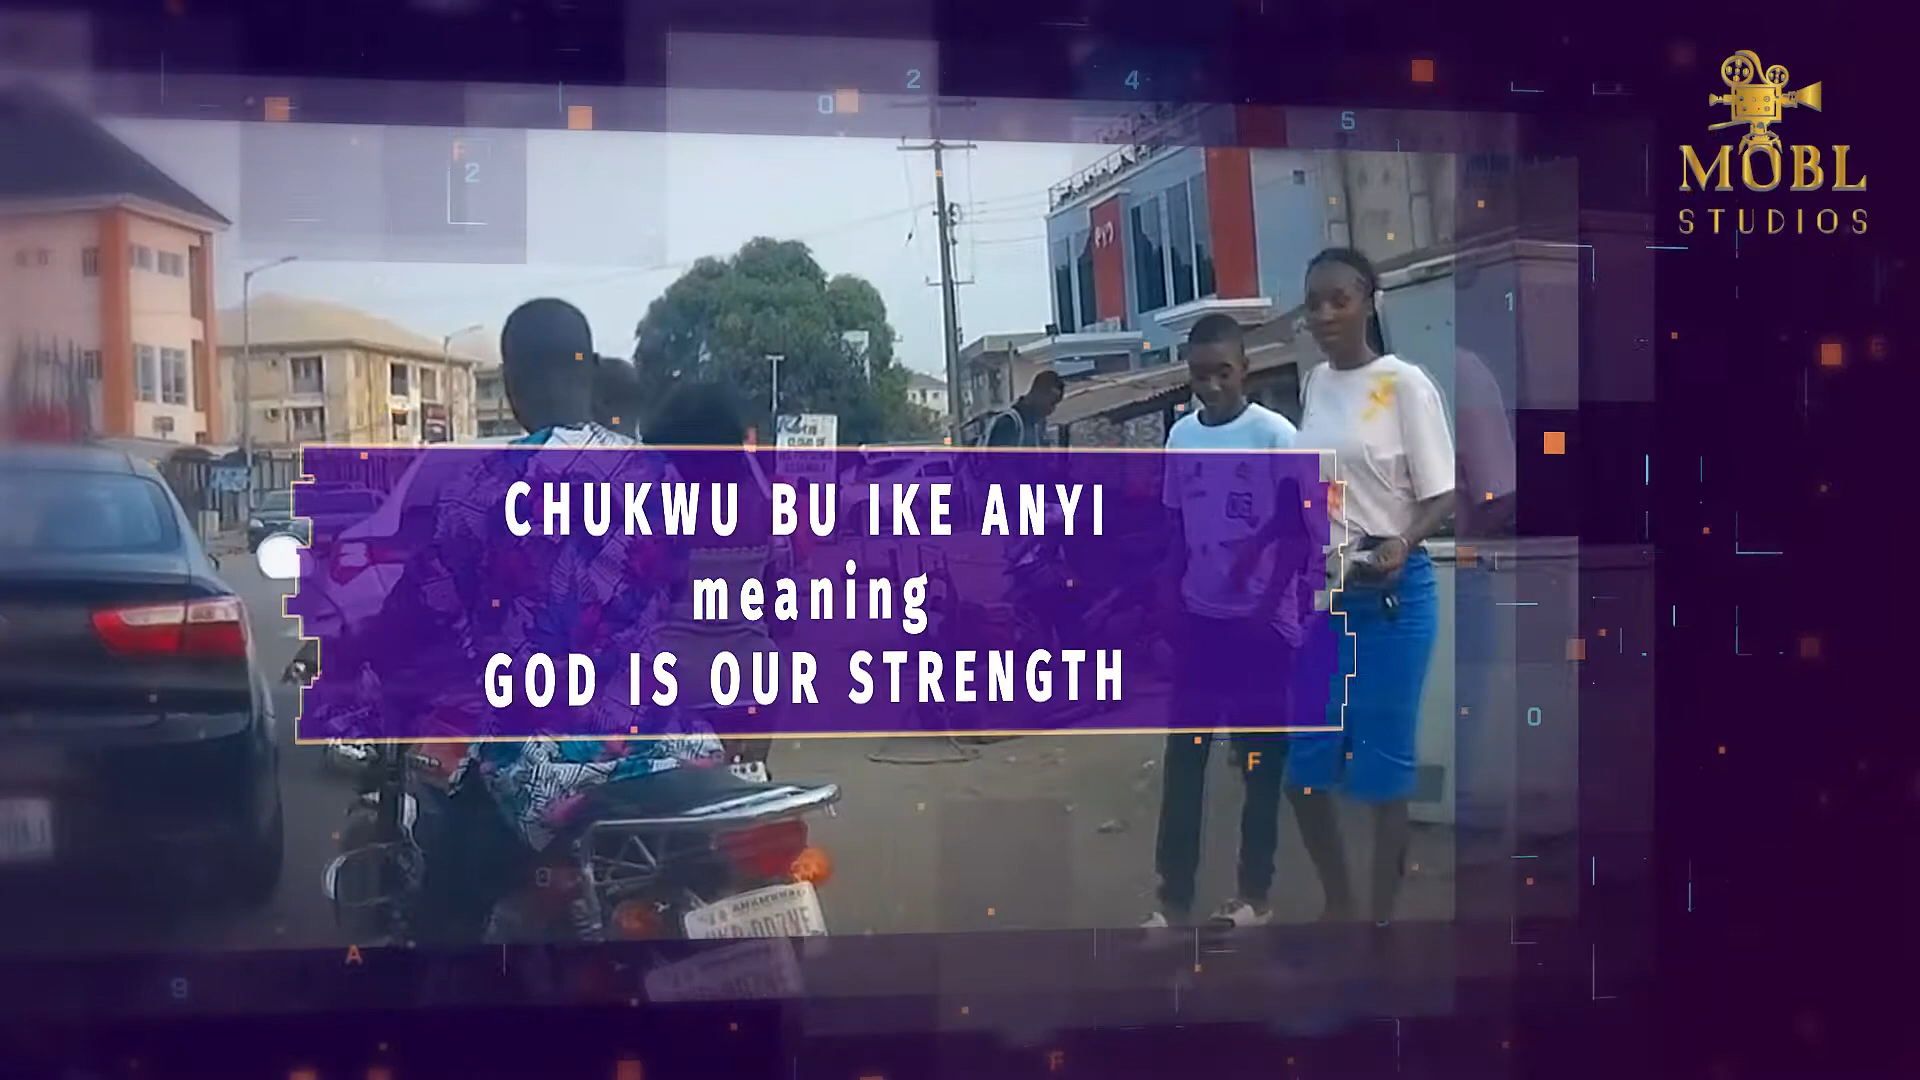 MOBL
STUDIOS
CHUKWU BU IKE ANYI
meaning
GOD IS OUR STRENGTH